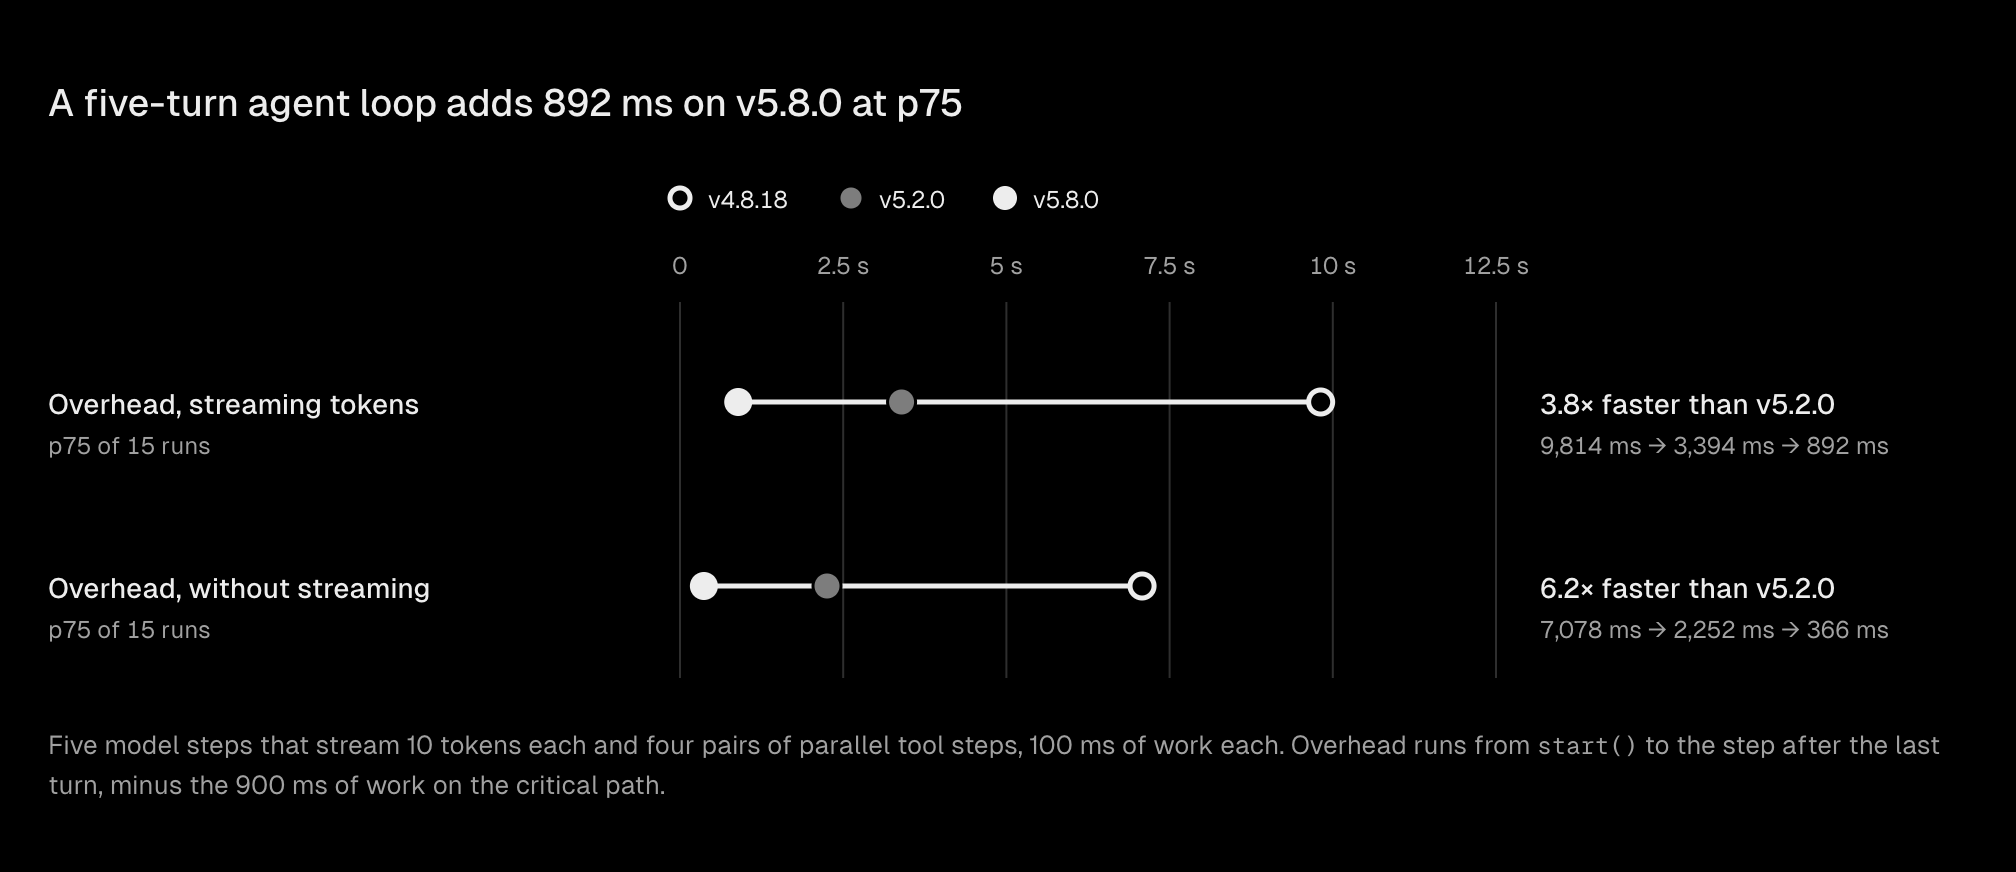 A five-turn agent loop adds 892 ms on v5.8.0 at p75
v4.8.18 v5.2.0 v5.8.0
0 2.5 s 5 s 7.5 s 10 s 12.5 s
Overhead, streaming tokens
p75 of 15 runs
3.8× faster than v5.2.0
9,814 ms → 3,394 ms → 892 ms
Overhead, without streaming
p75 of 15 runs
6.2× faster than v5.2.0
7,078 ms → 2,252 ms → 366 ms
Five model steps that stream 10 tokens each and four pairs of parallel tool steps, 100 ms of work each. Overhead runs from start() to the step after the last
turn, minus the 900 ms of work on the critical path.